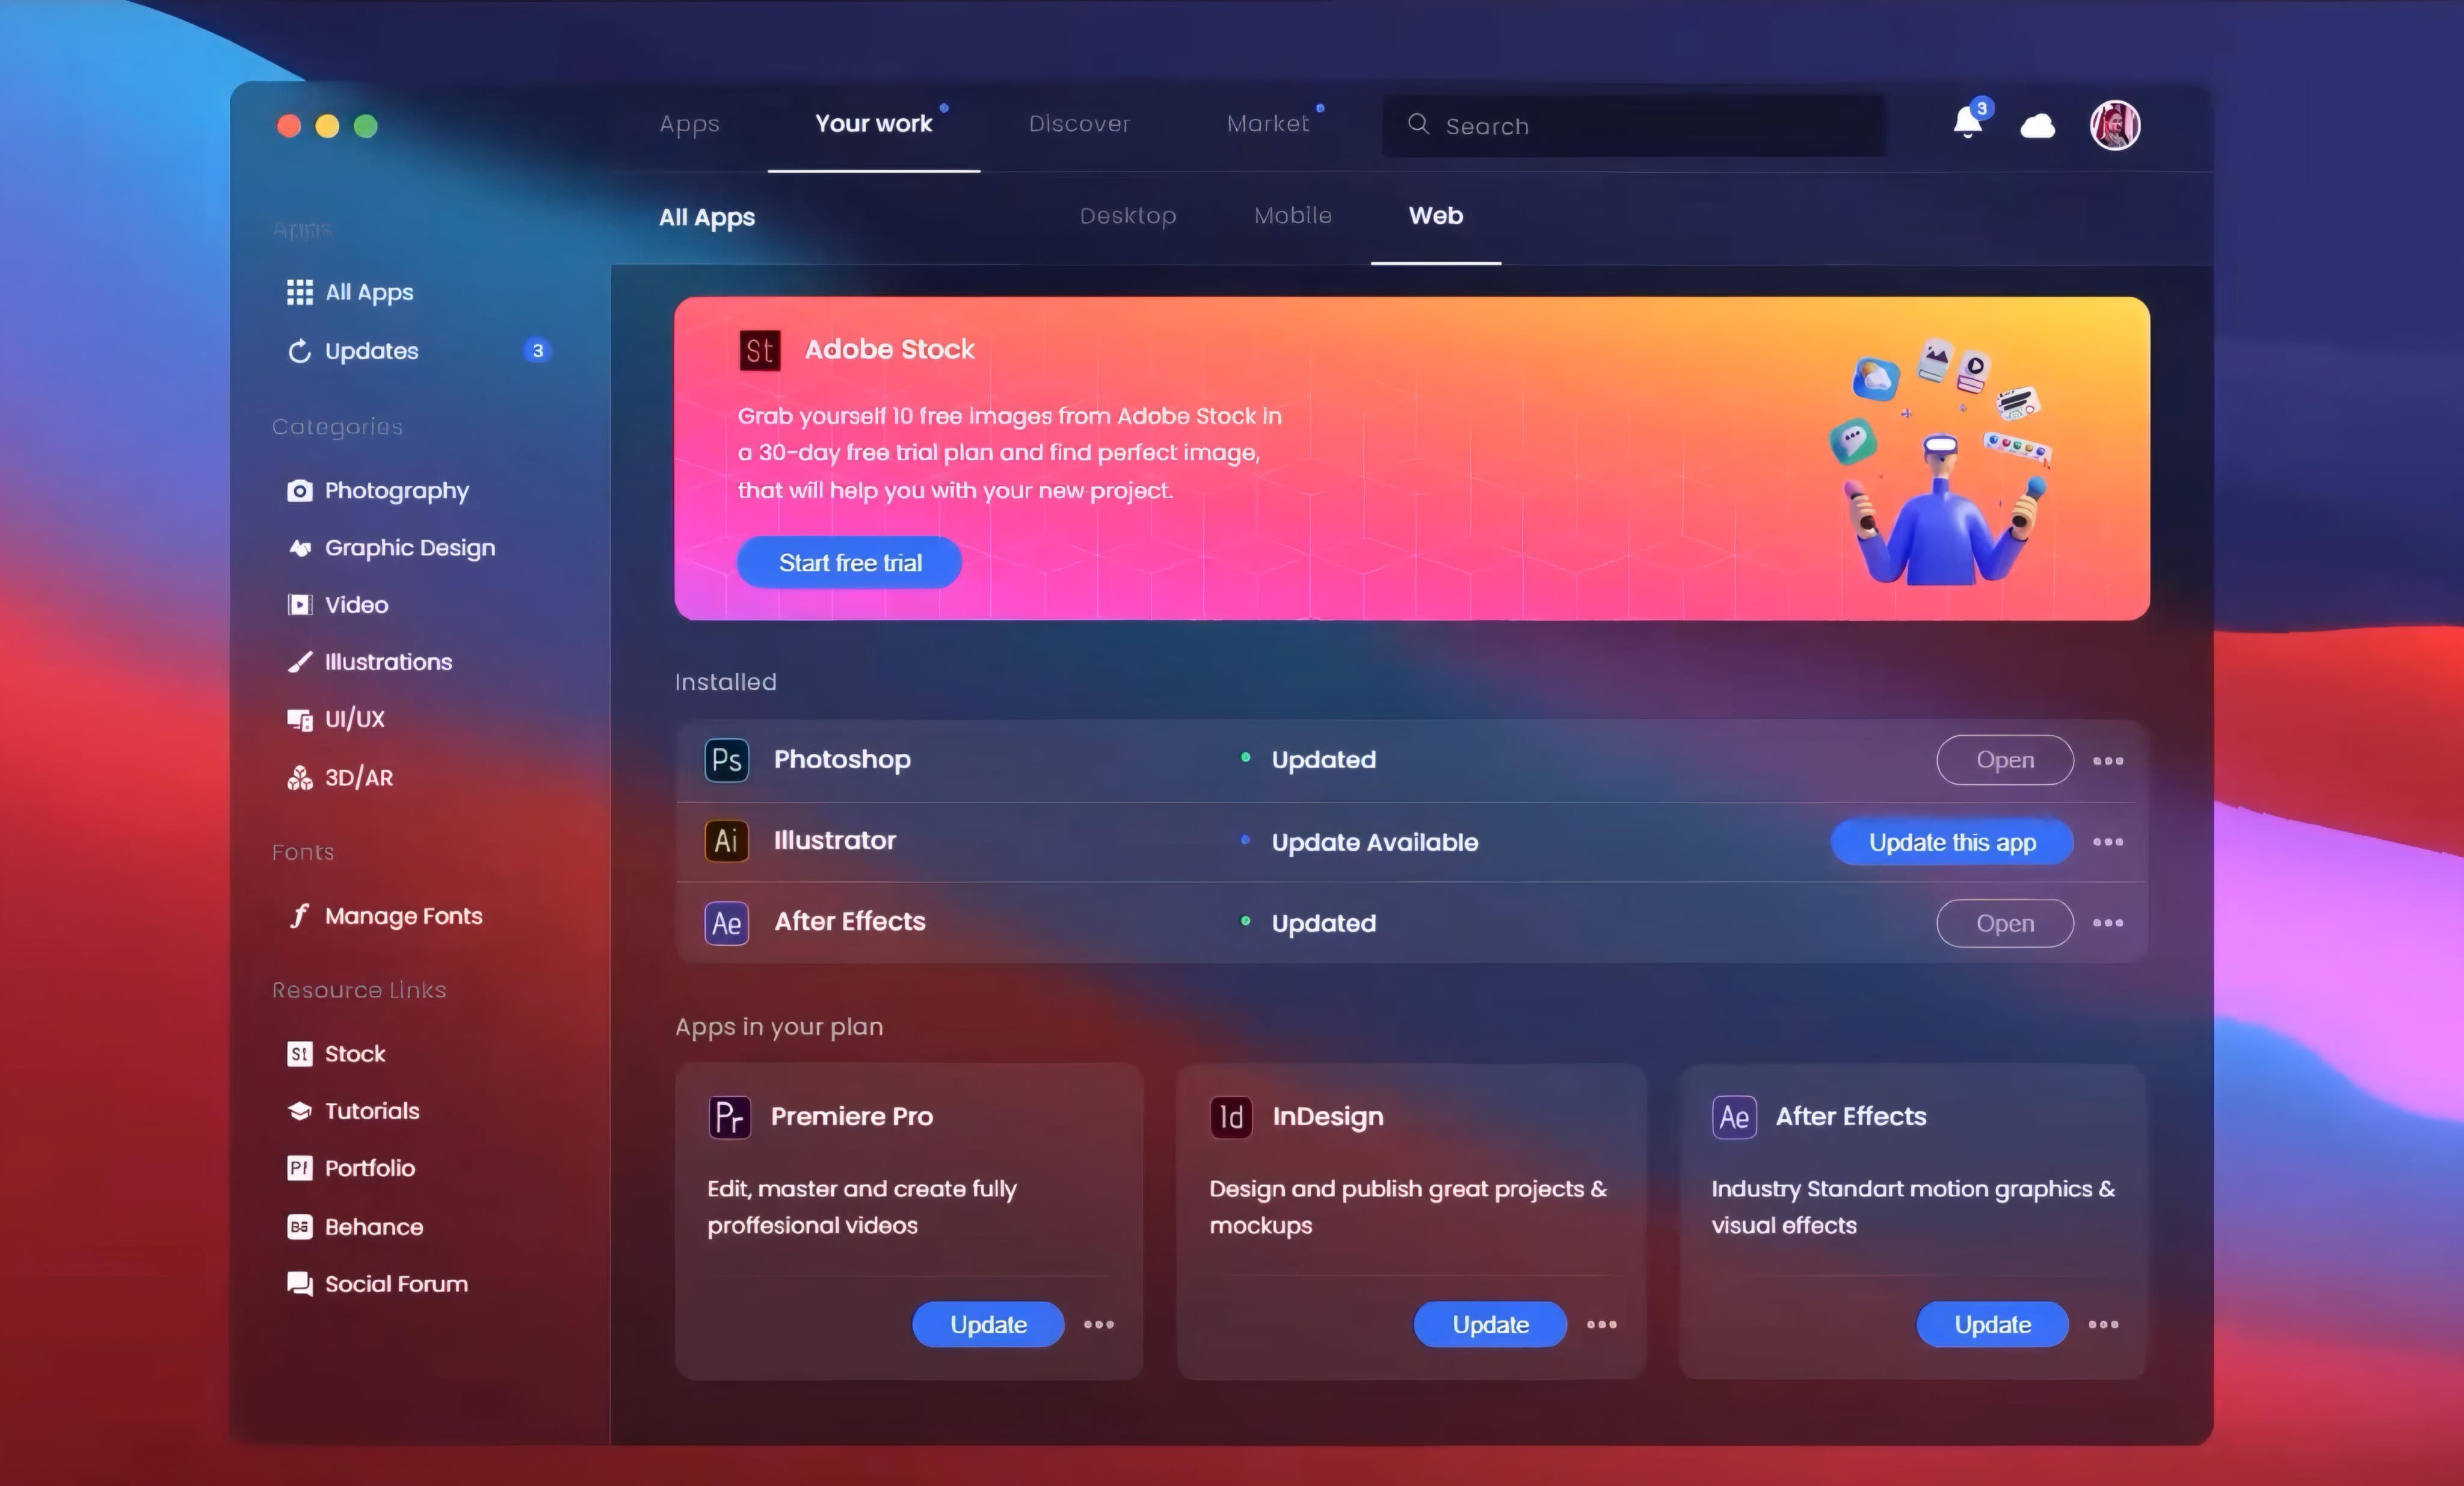 Apps
Your work
Discover
Market
Search
3
All Apps
Desktop
Mobile
Web
Apps
All Apps
Updates
3
Categories
Photography
Graphic Design
Video
Illustrations
UI/UX
3D/AR
Fonts
Manage Fonts
Resource Links
St
Stock
Tutorials
Pf
Portfolio
Bē
Behance
Social Forum
St
Adobe Stock
Grab yourself 10 free images from Adobe Stock in
a 30-day free trial plan and find perfect image,
that will help you with your new project.
Start free trial
Installed
Ps
Photoshop
Updated
Open
Ai
Illustrator
Update Available
Update this app
Ae
After Effects
Updated
Open
Apps in your plan
Pr
Premiere Pro
Edit, master and create fully
proffesional videos
Update
Id
InDesign
Design and publish great projects &
mockups
Update
Ae
After Effects
Industry Standart motion graphics &
visual effects
Update